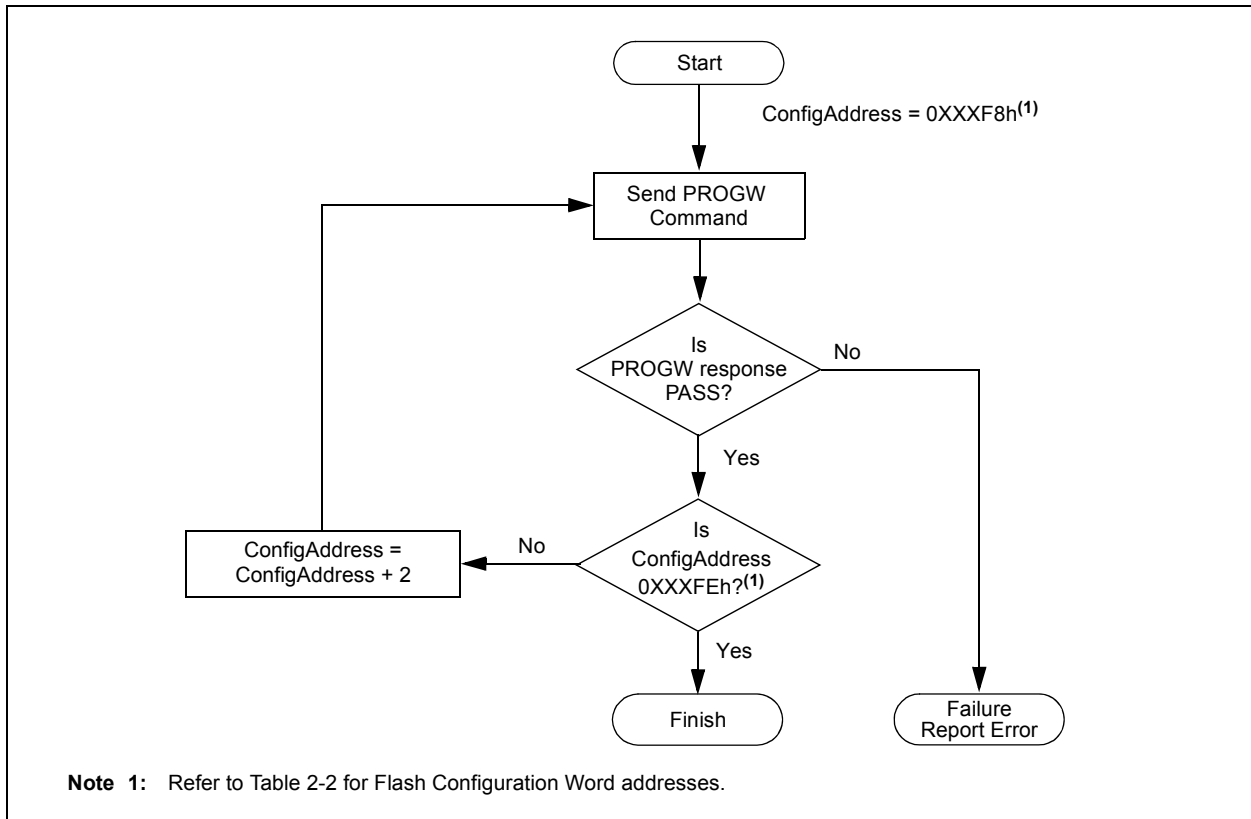 Start
ConfigAddress = 0XXXF8h(1)
Send PROGW
Command
Is
PROGW response
PASS?
No
Yes
Is
ConfigAddress
0XXXFEh?(1)
No
ConfigAddress =
ConfigAddress + 2
Yes
Finish
Failure
Report Error
Note 1: Refer to Table 2-2 for Flash Configuration Word addresses.